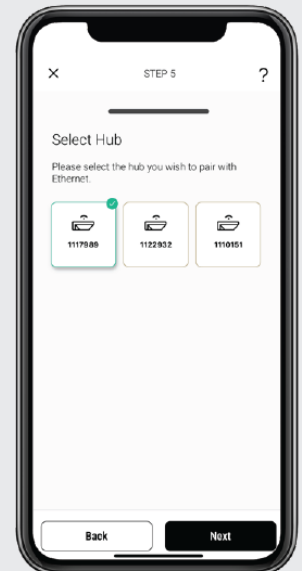 STEP 5
?
Select Hub
Please select the hub you wish to pair with
Ethernet.
1117989 1122932 1110151
Back Next